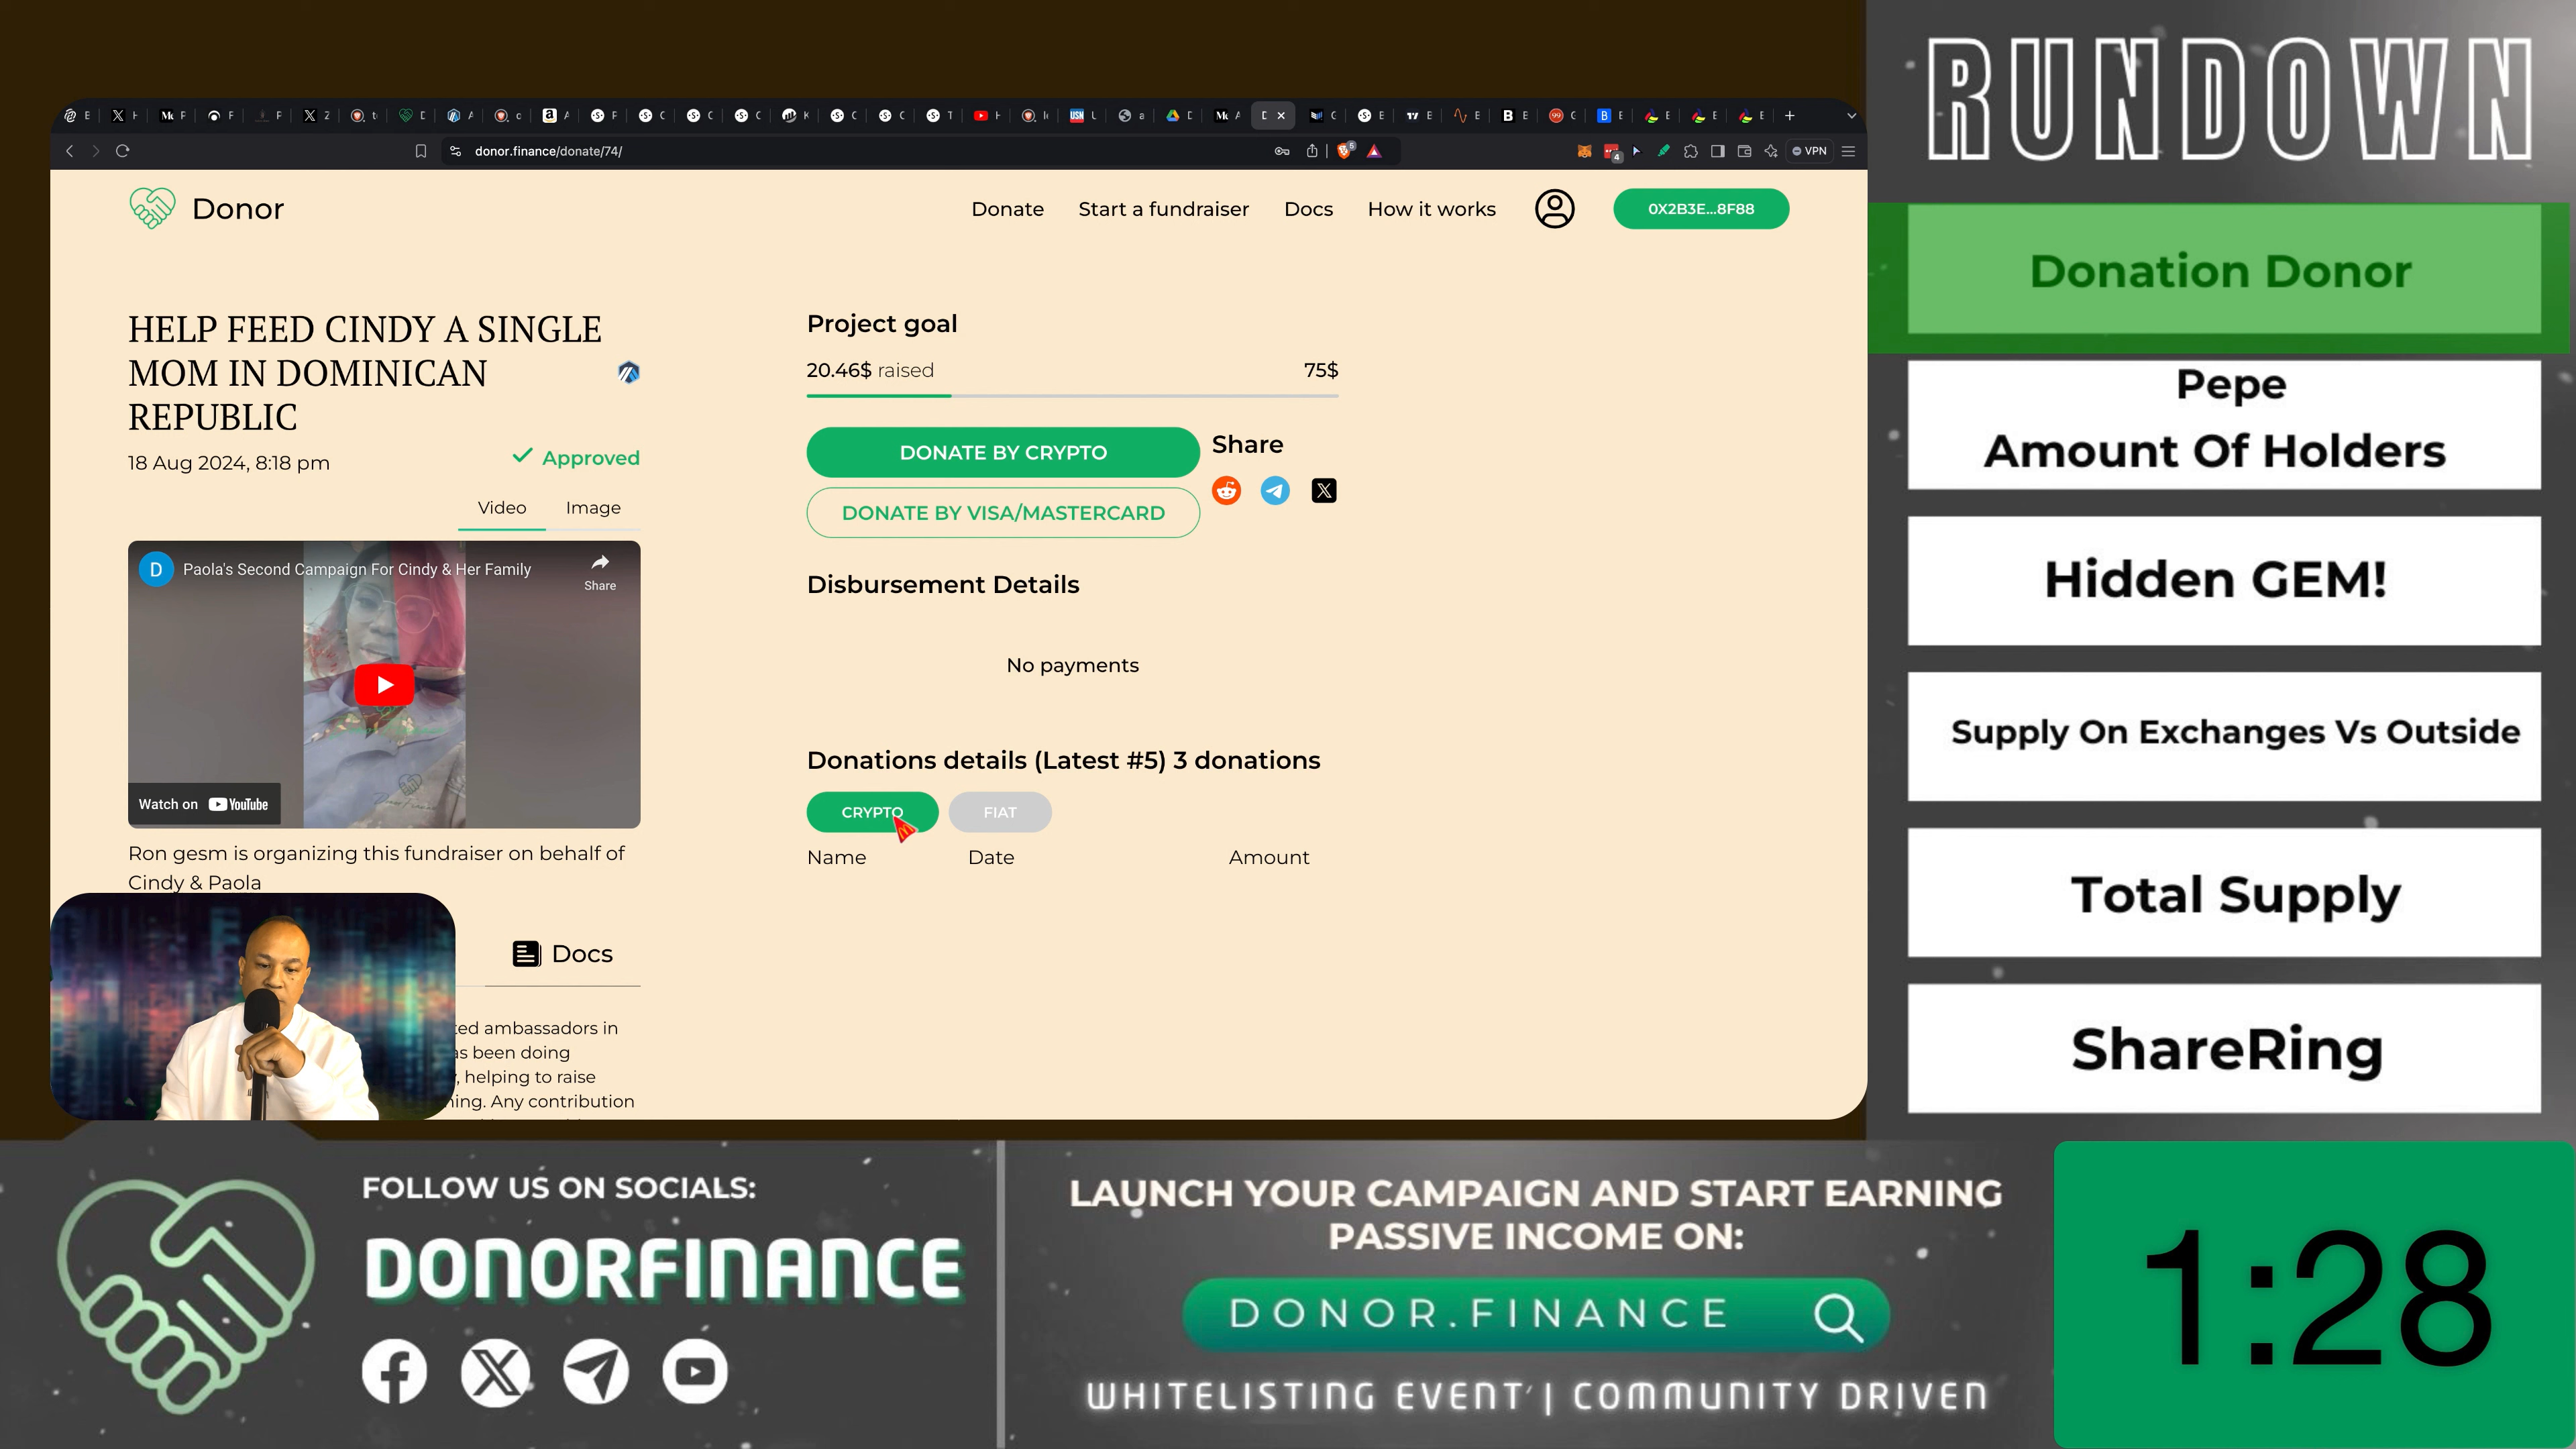 RUNDOWN
donor.finance/donate/74/
VPN
Donor
Donate
Start a fundraiser
Docs
How it works
0X2B3E...8F88
HELP FEED CINDY A SINGLE
MOM IN DOMINICAN
REPUBLIC
18 Aug 2024, 8:18 pm
Approved
Video
Image
D
Paola's Second Campaign For Cindy & Her Family
Share
Watch on YouTube
Ron gesm is organizing this fundraiser on behalf of
Cindy & Paola
Docs
ted ambassadors in
as been doing
, helping to raise
ning. Any contribution
Project goal
20.46$ raised
75$
DONATE BY CRYPTO
Share
DONATE BY VISA/MASTERCARD
Disbursement Details
No payments
Donations details (Latest #5) 3 donations
CRYPTO
FIAT
Name
Date
Amount
Donation Donor
Pepe
Amount Of Holders
Hidden GEM!
Supply On Exchanges Vs Outside
Total Supply
ShareRing
FOLLOW US ON SOCIALS:
DONORFINANCE
LAUNCH YOUR CAMPAIGN AND START EARNING
PASSIVE INCOME ON:
DONOR.FINANCE
WHITELISTING EVENT | COMMUNITY DRIVEN
1:28